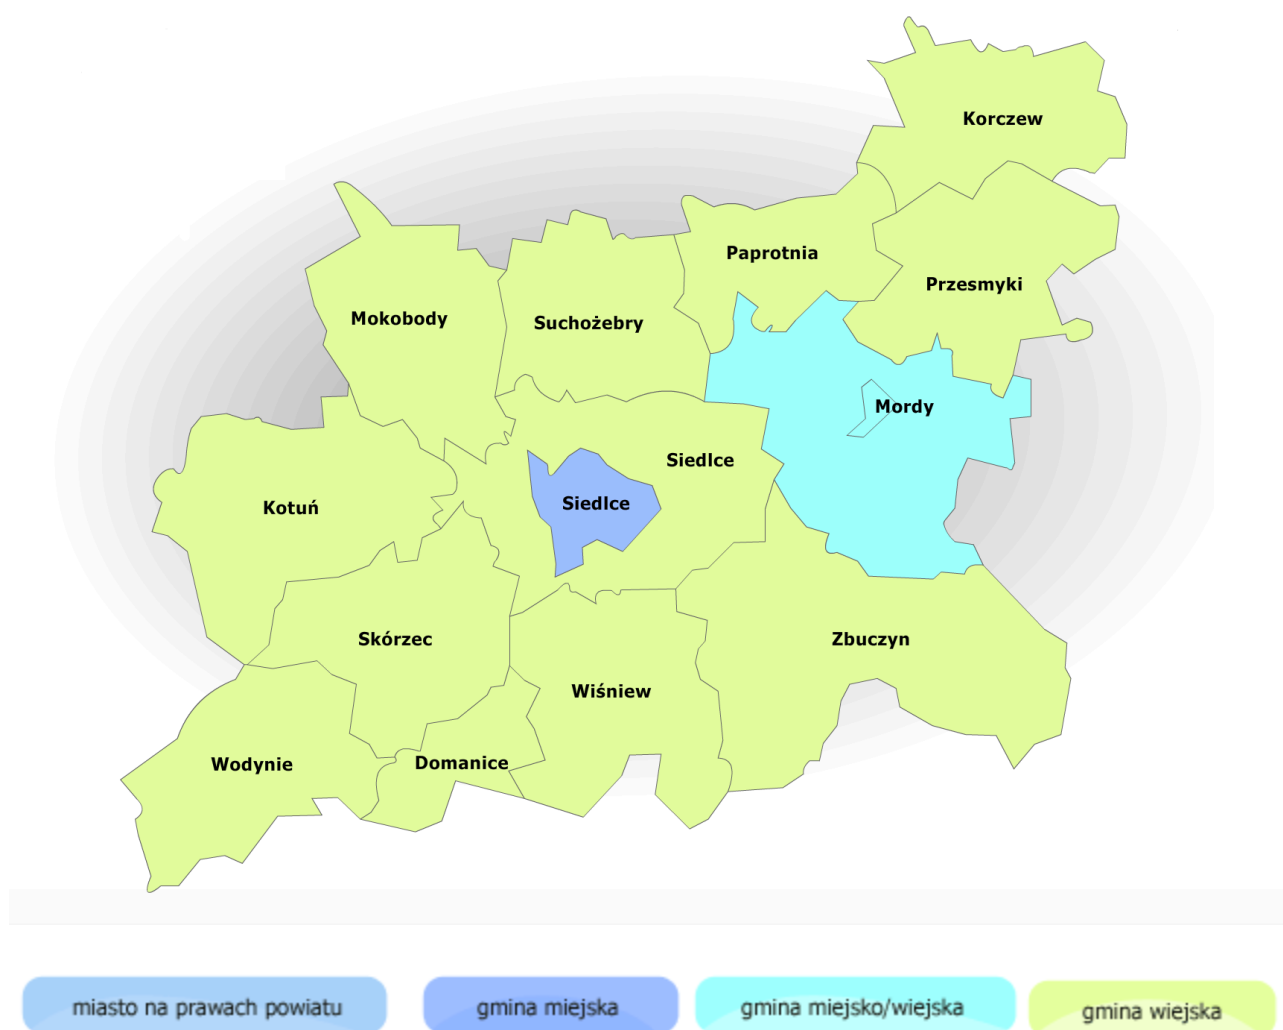 Korczew
Paprotnia
Przesmyki
Mokobody
Suchożebry
Mordy
Siedlce
Siedlce
Kotuń
Skórzec
Zbuczyn
Wiśniew
Wodynie
Domanice
miasto na prawach powiatu
gmina miejska
gmina miejsko/wiejska
gmina wiejska